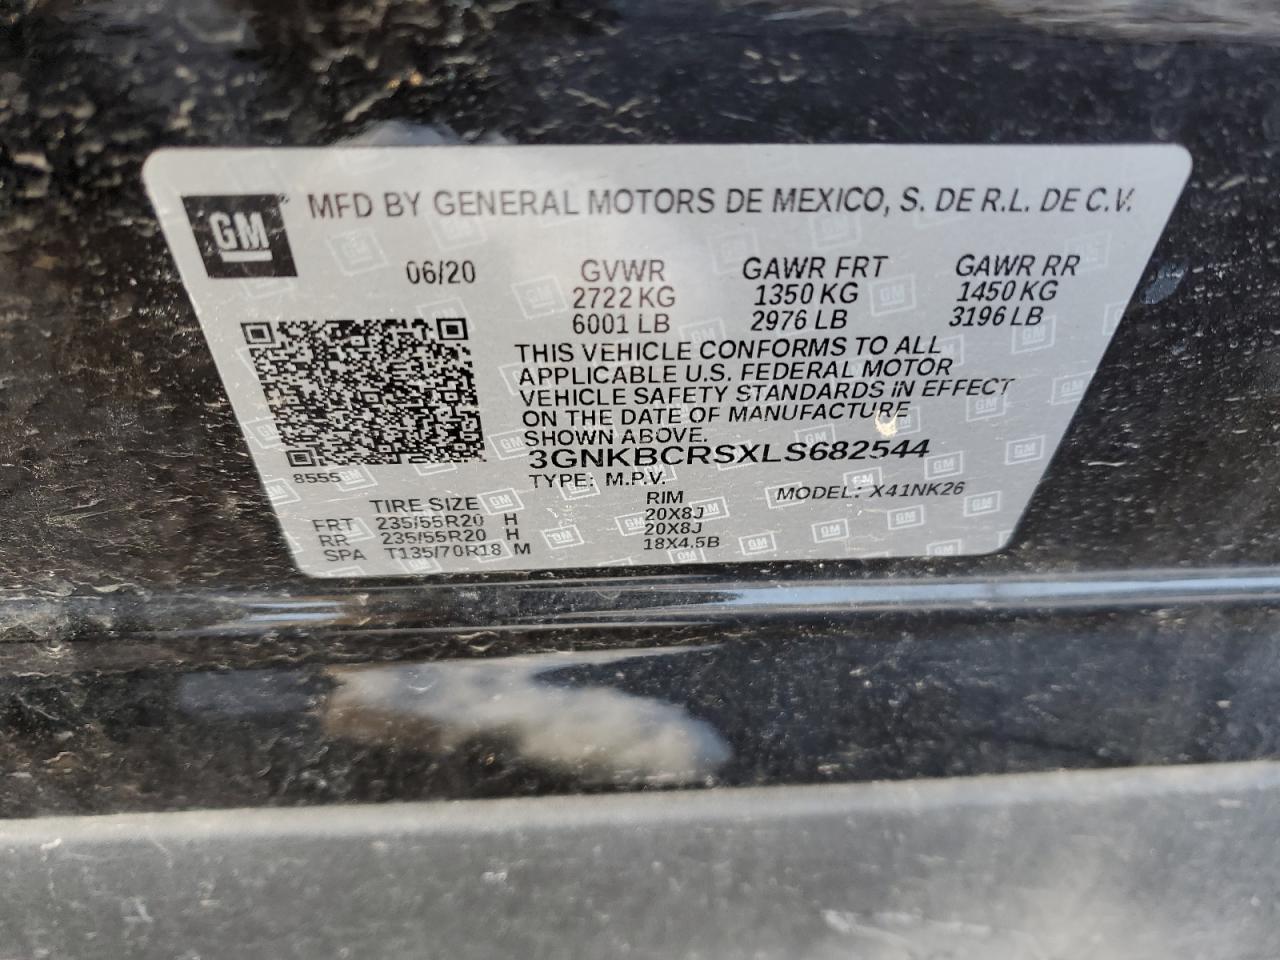 GM MFD BY GENERAL MOTORS DE MEXICO, S. DE R.L. DE C.V.
06/20 GVWR GAWR FRT GAWR RR
2722 KG 1350 KG 1450 KG
6001 LB 2976 LB 3196 LB
THIS VEHICLE CONFORMS TO ALL
APPLICABLE U.S. FEDERAL MOTOR
VEHICLE SAFETY STANDARDS IN EFFECT
ON THE DATE OF MANUFACTURE
SHOWN ABOVE.
3GNKBCRSXLS682544
8555 TYPE: M.P.V. MODEL: X41NK26
TIRE SIZE RIM
FRT 235/55R20 H 20X8J
RR 235/55R20 H 20X8J
SPA T135/70R18 M 18X4.5B